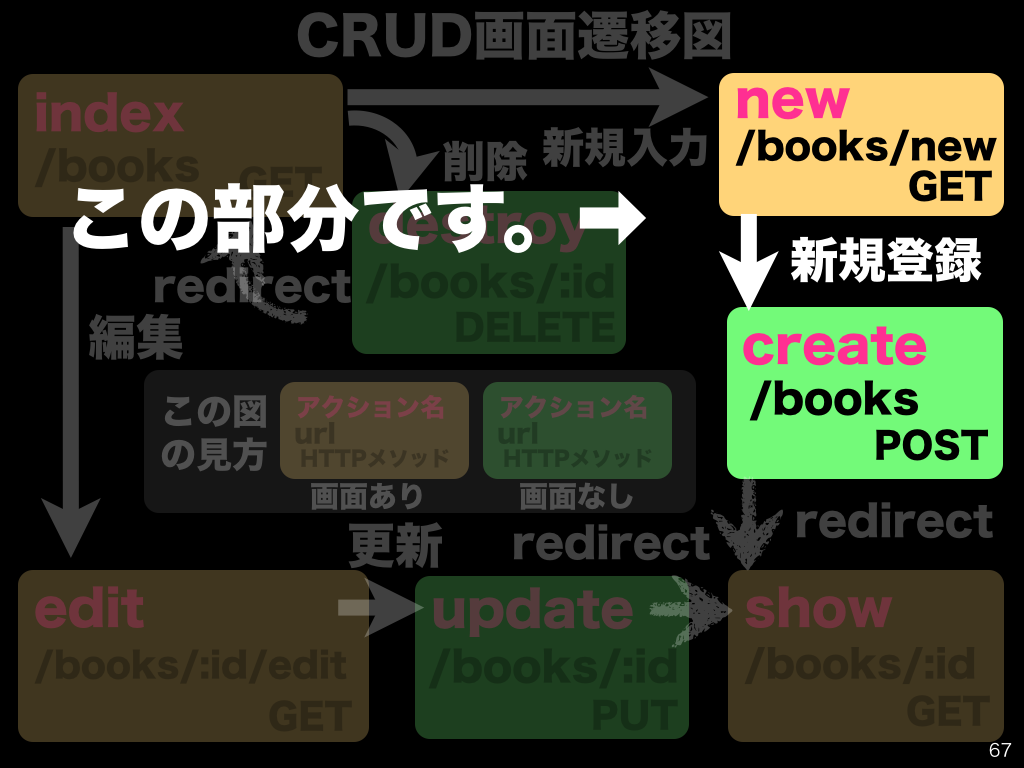 CRUD画面遷移図
index
/books
GET
新規入力
削除
new
/books/new
GET
この部分です。➡
destroy
/books/:id
DELETE
redirect
編集
新規登録
create
/books
POST
この図
の見方
アクション名
url
HTTPメソッド
画面あり
アクション名
url
HTTPメソッド
画面なし
更新
redirect
redirect
edit
/books/:id/edit
GET
update
/books/:id
PUT
show
/books/:id
GET
67